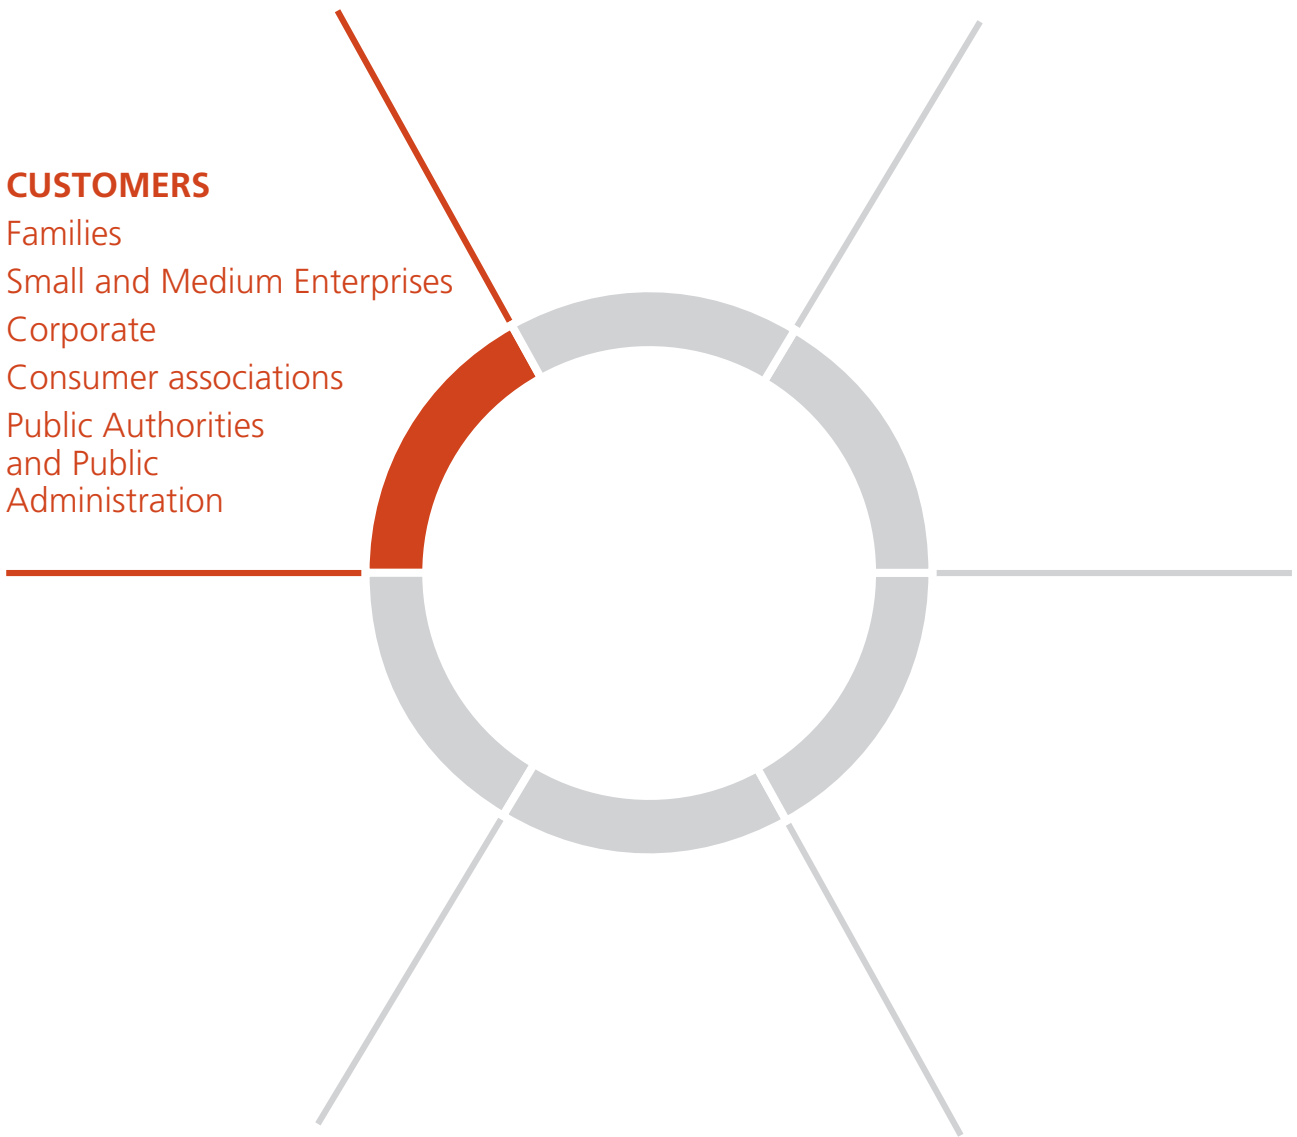 CUSTOMERS
Families
Small and Medium Enterprises
Corporate
Consumer associations
Public Authorities
and Public
Administration